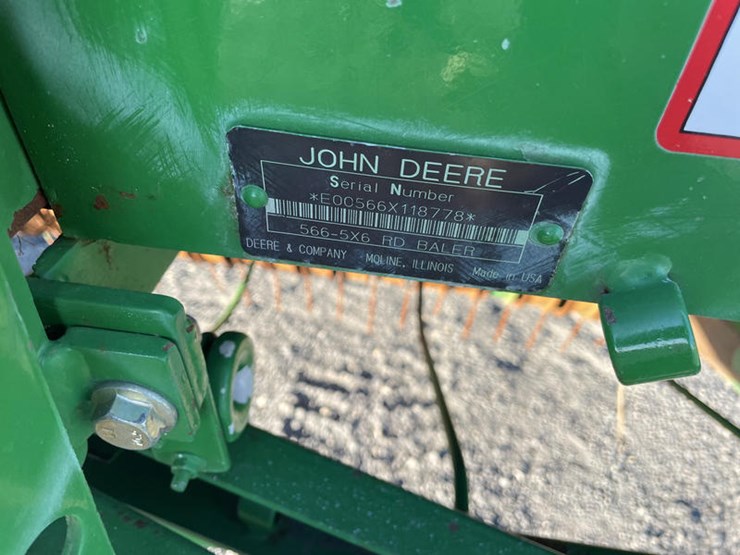 JOHN DEERE
Serial Number
*E00566X118778*
566-5X6 RD BALER
DEERE & COMPANY MOLINE, ILLINOIS Made in USA